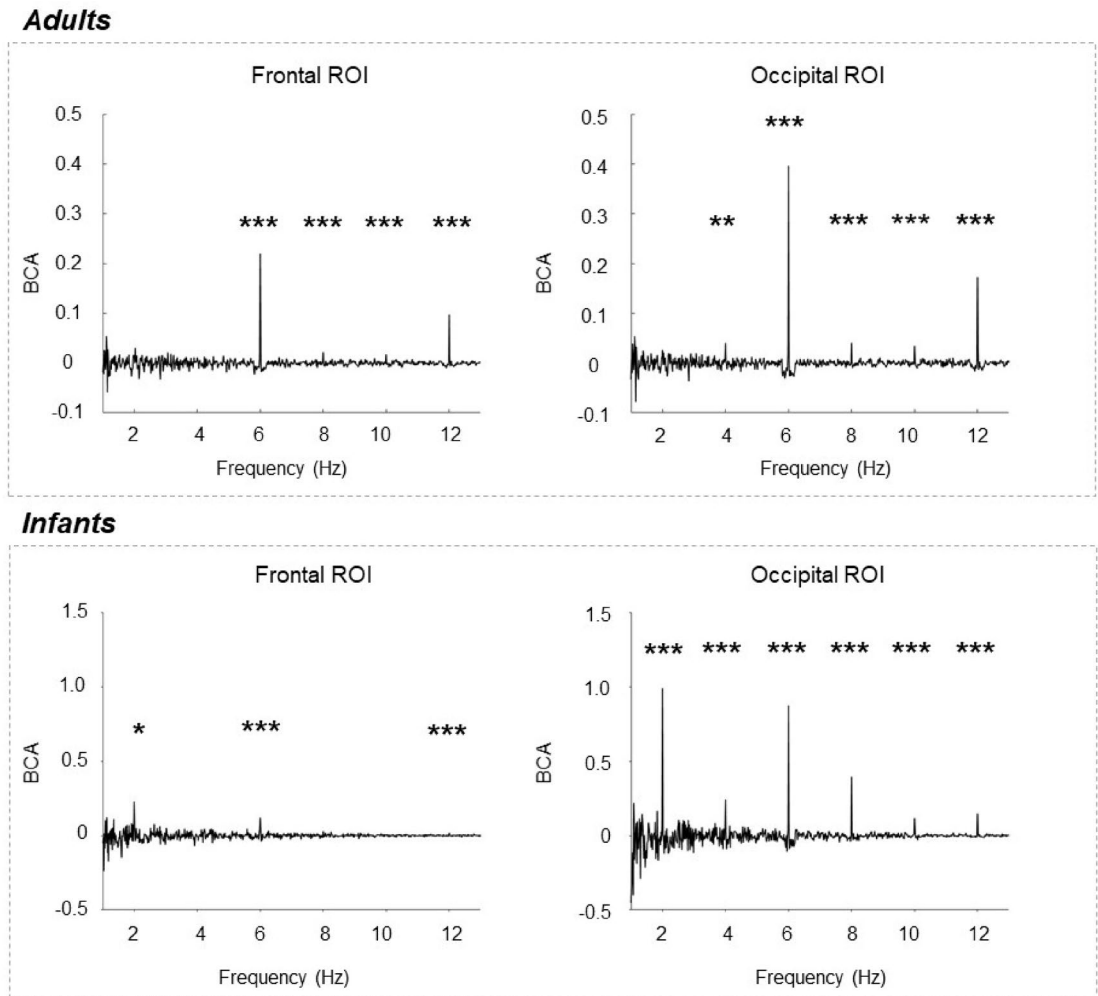 Adults
Frontal ROI
0.5
0.4
0.3
0.2
0.1
0
-0.1
BCA
*** *** *** ***
2 4 6 8 10 12
Frequency (Hz)
Occipital ROI
0.5
0.4
0.3
0.2
0.1
0
-0.1
BCA
** *** *** *** ***
2 4 6 8 10 12
Frequency (Hz)
Infants
Frontal ROI
1.5
1.0
0.5
0
-0.5
BCA
* *** ***
2 4 6 8 10 12
Frequency (Hz)
Occipital ROI
1.5
1.0
0.5
0
-0.5
BCA
*** *** *** *** *** ***
2 4 6 8 10 12
Frequency (Hz)